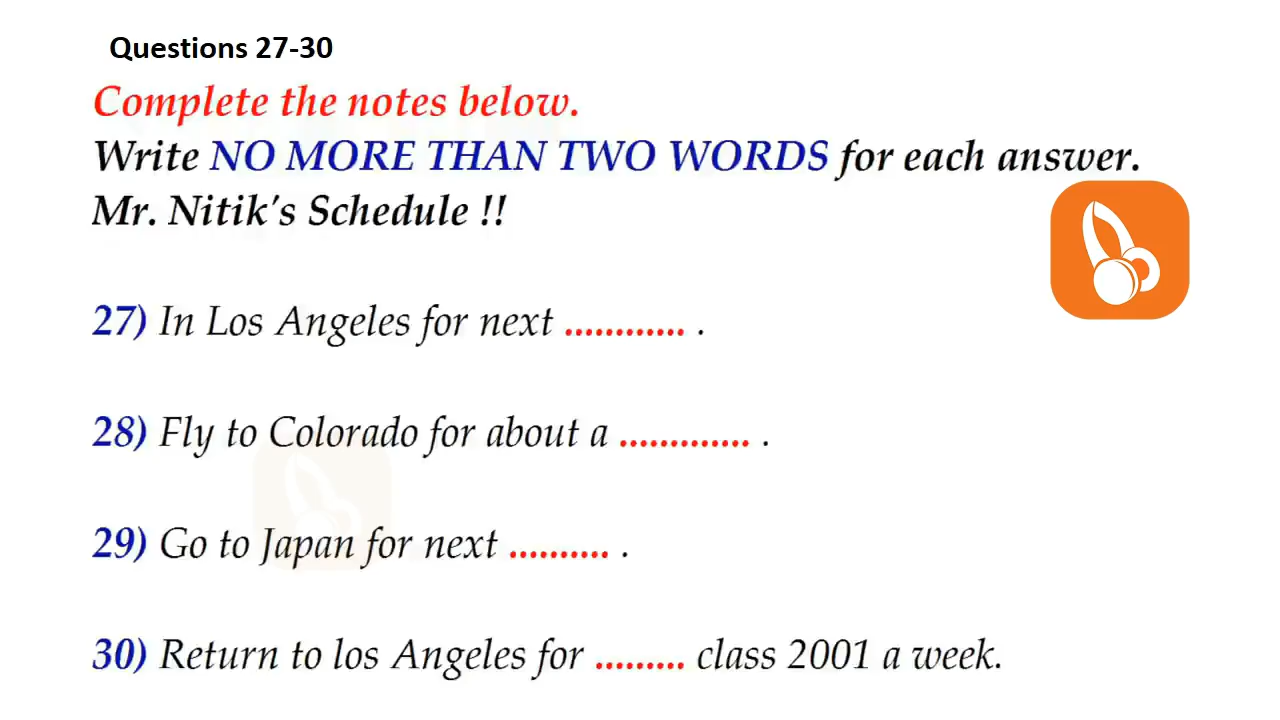 Questions 27-30
Complete the notes below.
Write NO MORE THAN TWO WORDS for each answer.
Mr. Nitik's Schedule !!
27) In Los Angeles for next ............ .
28) Fly to Colorado for about a ............. .
29) Go to Japan for next .......... .
30) Return to los Angeles for ......... class 2001 a week.